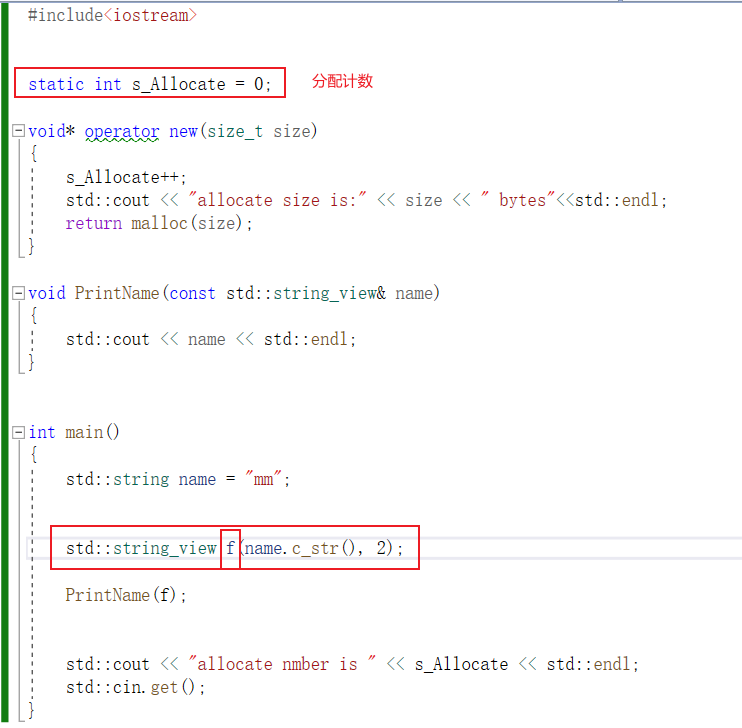 #include<iostream>
static int s_Allocate = 0; 分配计数
void* operator new(size_t size)
{
s_Allocate++;
std::cout << "allocate size is:" << size << " bytes"<<std::endl;
return malloc(size);
}
void PrintName(const std::string_view& name)
{
std::cout << name << std::endl;
}
int main()
{
std::string name = "mm";
std::string_view f(name.c_str(), 2);
PrintName(f);
std::cout << "allocate nmber is " << s_Allocate << std::endl;
std::cin.get();
}